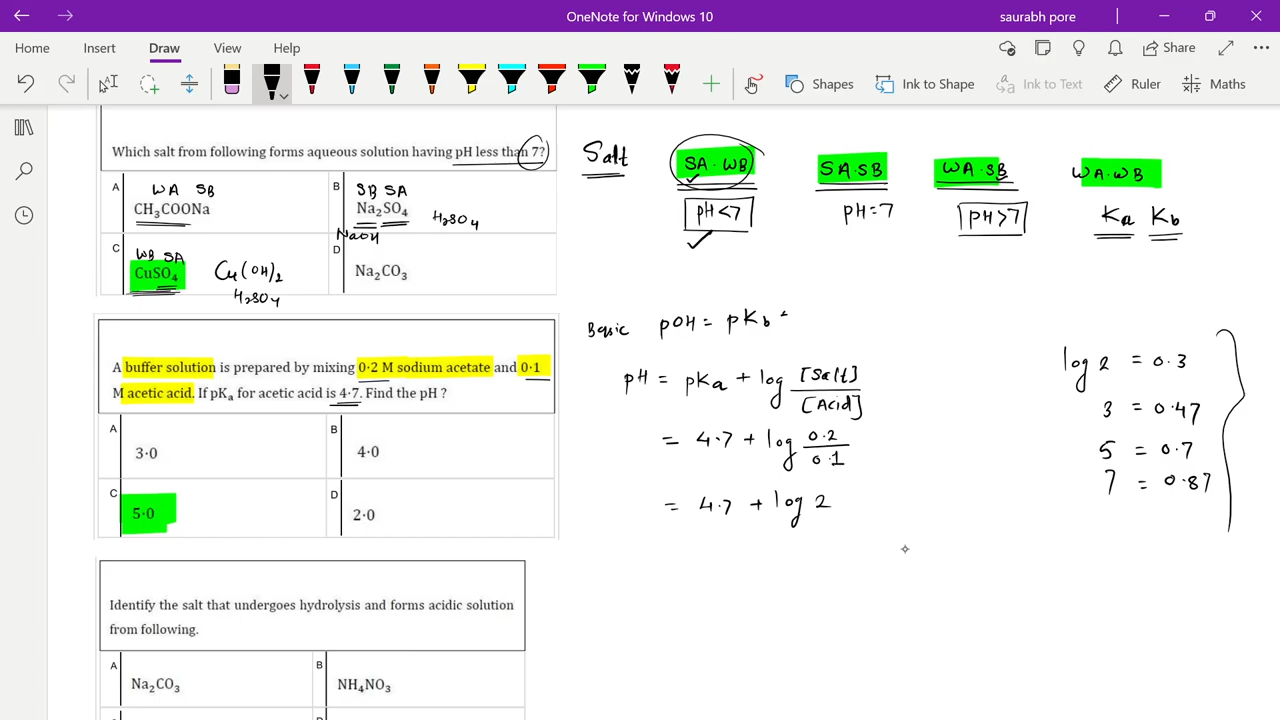 OneNote for Windows 10
saurabh pore
Home Insert Draw View Help
Share
Shapes Ink to Shape Ink to Text Ruler Maths
Which salt from following forms aqueous solution having pH less than 7?
A WA SB
CH₃COONa
B SB SA
Na₂SO₄ H₂SO₄
NaOH
C WB SA
CuSO₄ Cu(OH)₂
H₂SO₄
D
Na₂CO₃
Salt SA·WB SA·SB WA·SB WA·WB
pH<7 pH=7 pH>7 Ka Kb
A buffer solution is prepared by mixing 0·2 M sodium acetate and 0·1
M acetic acid. If pKₐ for acetic acid is 4·7. Find the pH ?
A
3·0
B
4·0
C
5·0
D
2·0
Basic pOH = pKb +
pH = pKa + log [Salt]
[Acid]
= 4.7 + log 0.2
0.1
= 4.7 + log 2
log 2 = 0.3
3 = 0.47
5 = 0.7
7 = 0.87
Identify the salt that undergoes hydrolysis and forms acidic solution
from following.
A
Na₂CO₃
B
NH₄NO₃